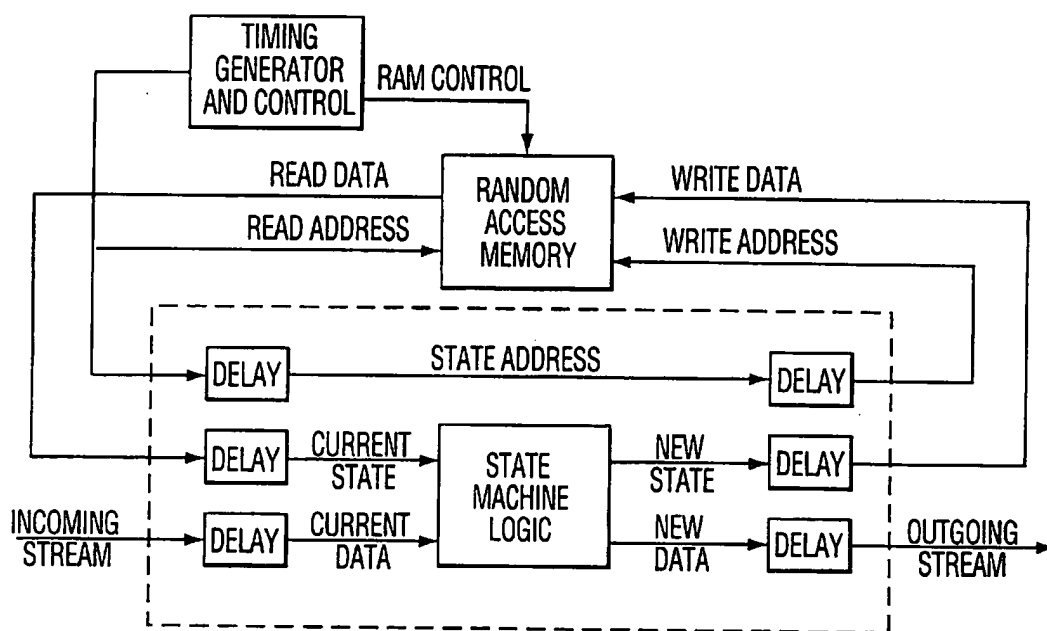 TIMING
GENERATOR
AND CONTROL
RAM CONTROL
READ DATA
RANDOM
ACCESS
MEMORY
WRITE DATA
READ ADDRESS
WRITE ADDRESS
DELAY
STATE ADDRESS
DELAY
DELAY
CURRENT
STATE
STATE
MACHINE
LOGIC
NEW
STATE
DELAY
INCOMING
STREAM
DELAY
CURRENT
DATA
NEW
DATA
DELAY
OUTGOING
STREAM